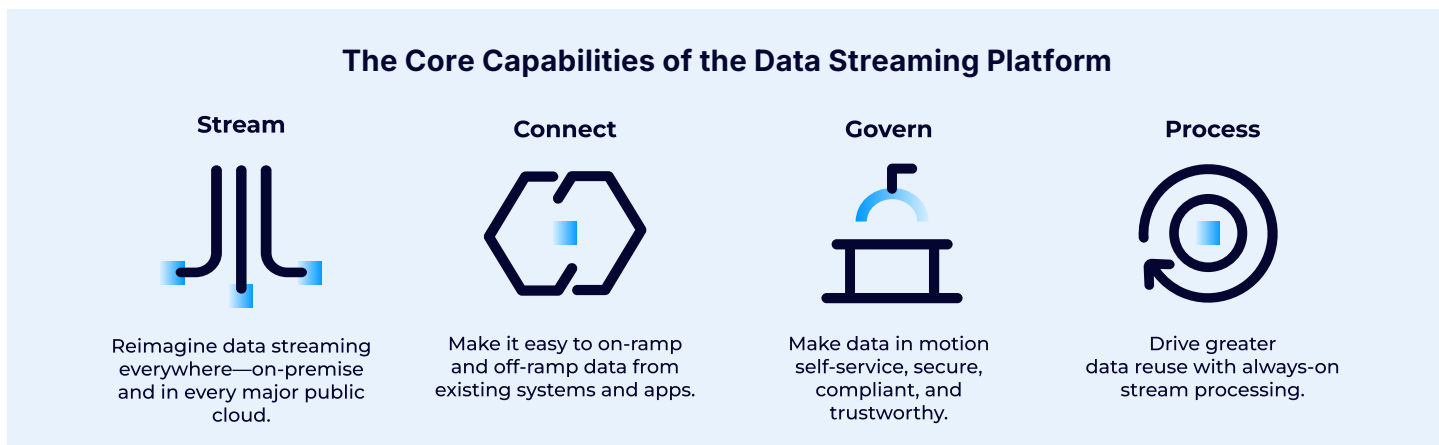 The Core Capabilities of the Data Streaming Platform
Stream
Reimagine data streaming
everywhere—on-premise
and in every major public
cloud.
Connect
Make it easy to on-ramp
and off-ramp data from
existing systems and apps.
Govern
Make data in motion
self-service, secure,
compliant, and
trustworthy.
Process
Drive greater
data reuse with always-on
stream processing.